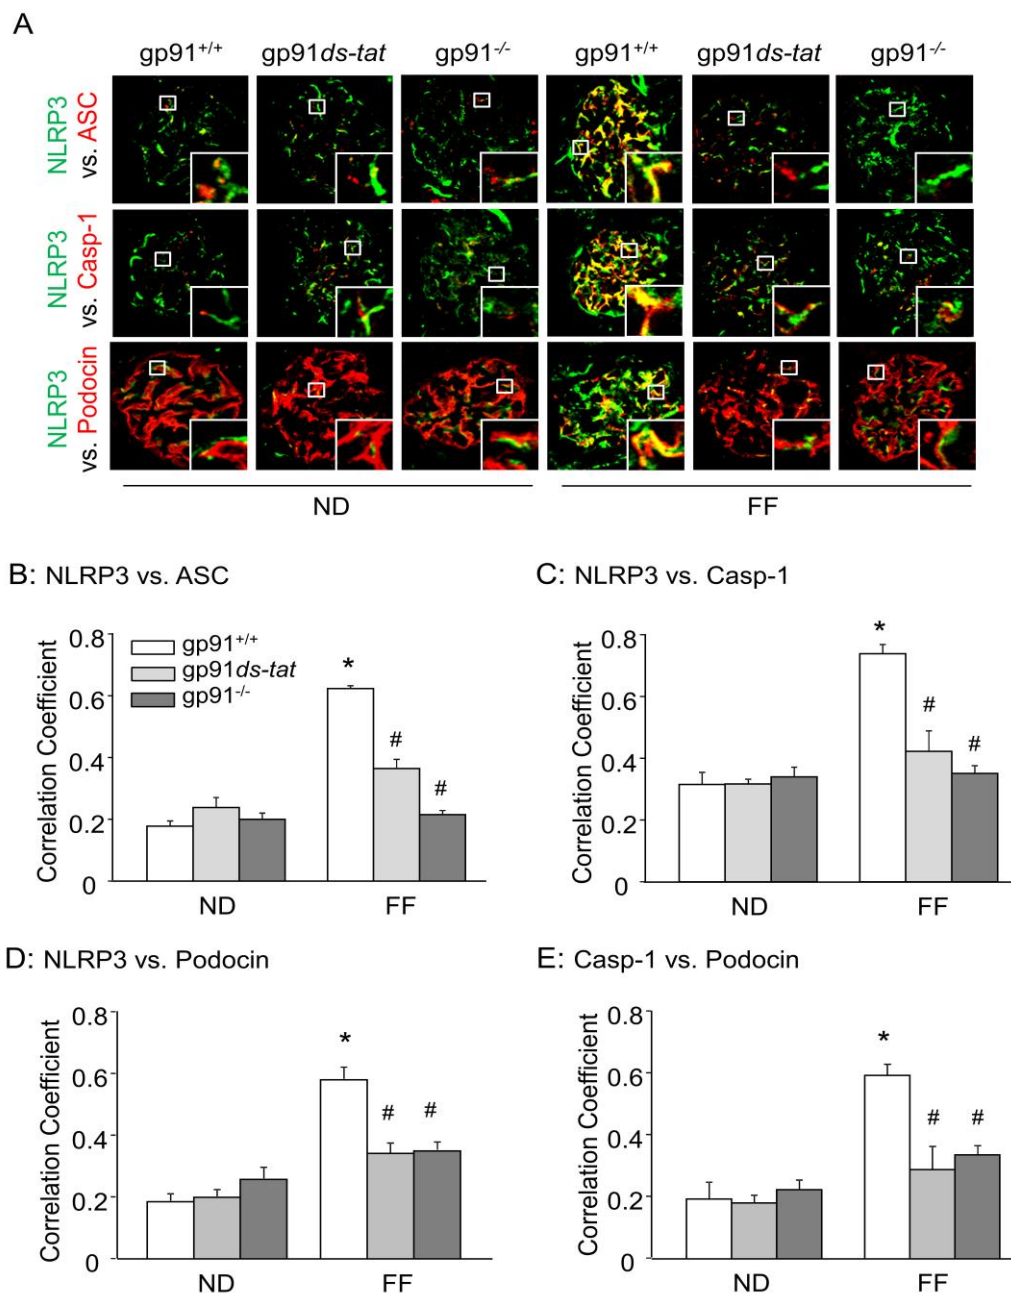 A
gp91+/+ gp91ds-tat gp91-/- gp91+/+ gp91ds-tat gp91-/-
NLRP3
vs. ASC
NLRP3
vs. Casp-1
NLRP3
vs. Podocin
ND FF
B: NLRP3 vs. ASC
Correlation Coefficient
0.8
0.6
0.4
0.2
0
gp91+/+
gp91ds-tat
gp91-/-
*
#
#
ND FF
C: NLRP3 vs. Casp-1
Correlation Coefficient
0.8
0.6
0.4
0.2
0
*
#
#
ND FF
D: NLRP3 vs. Podocin
Correlation Coefficient
0.8
0.6
0.4
0.2
0
*
# #
ND FF
E: Casp-1 vs. Podocin
Correlation Coefficient
0.8
0.6
0.4
0.2
0
*
# #
ND FF